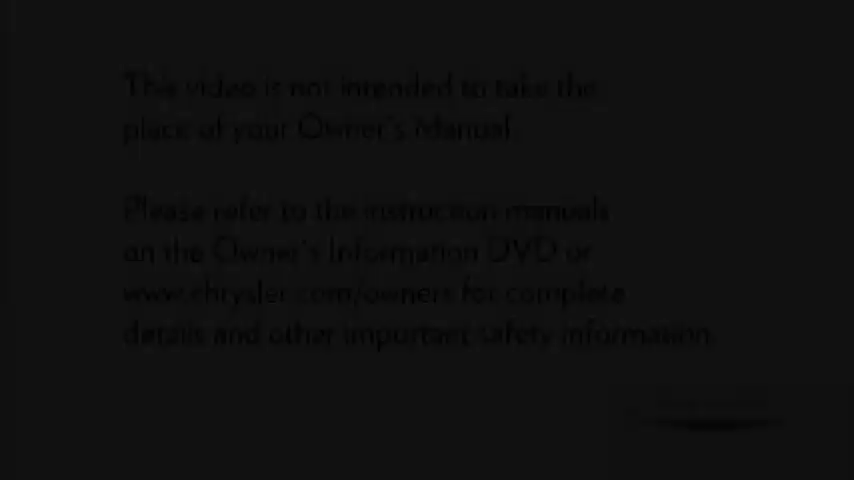 This video is not intended to take the
place of your Owner's Manual.
Please refer to the instruction manuals
on the Owner's Information DVD or
www.chrysler.com/owners for complete
details and other important safety information.